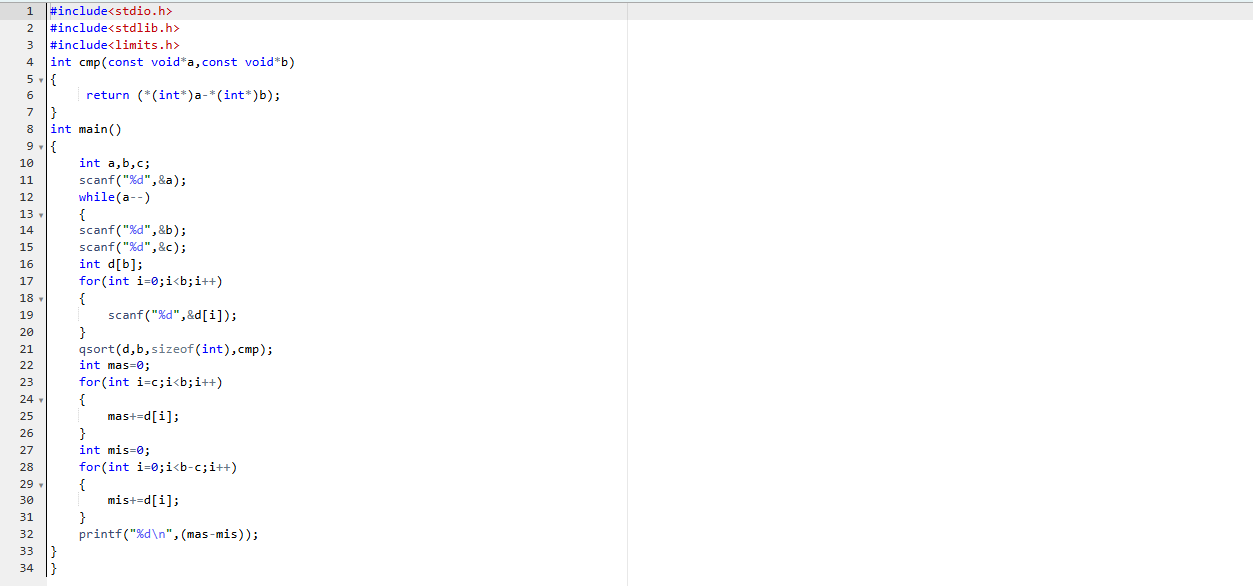 1 #include<stdio.h>
2 #include<stdlib.h>
3 #include<limits.h>
4 int cmp(const void*a,const void*b)
5 {
6 return (*(int*)a-*(int*)b);
7 }
8 int main()
9 {
10 int a,b,c;
11 scanf("%d",&a);
12 while(a--)
13 {
14 scanf("%d",&b);
15 scanf("%d",&c);
16 int d[b];
17 for(int i=0;i<b;i++)
18 {
19 scanf("%d",&d[i]);
20 }
21 qsort(d,b,sizeof(int),cmp);
22 int mas=0;
23 for(int i=c;i<b;i++)
24 {
25 mas+=d[i];
26 }
27 int mis=0;
28 for(int i=0;i<b-c;i++)
29 {
30 mis+=d[i];
31 }
32 printf("%d\n",(mas-mis));
33 }
34 }